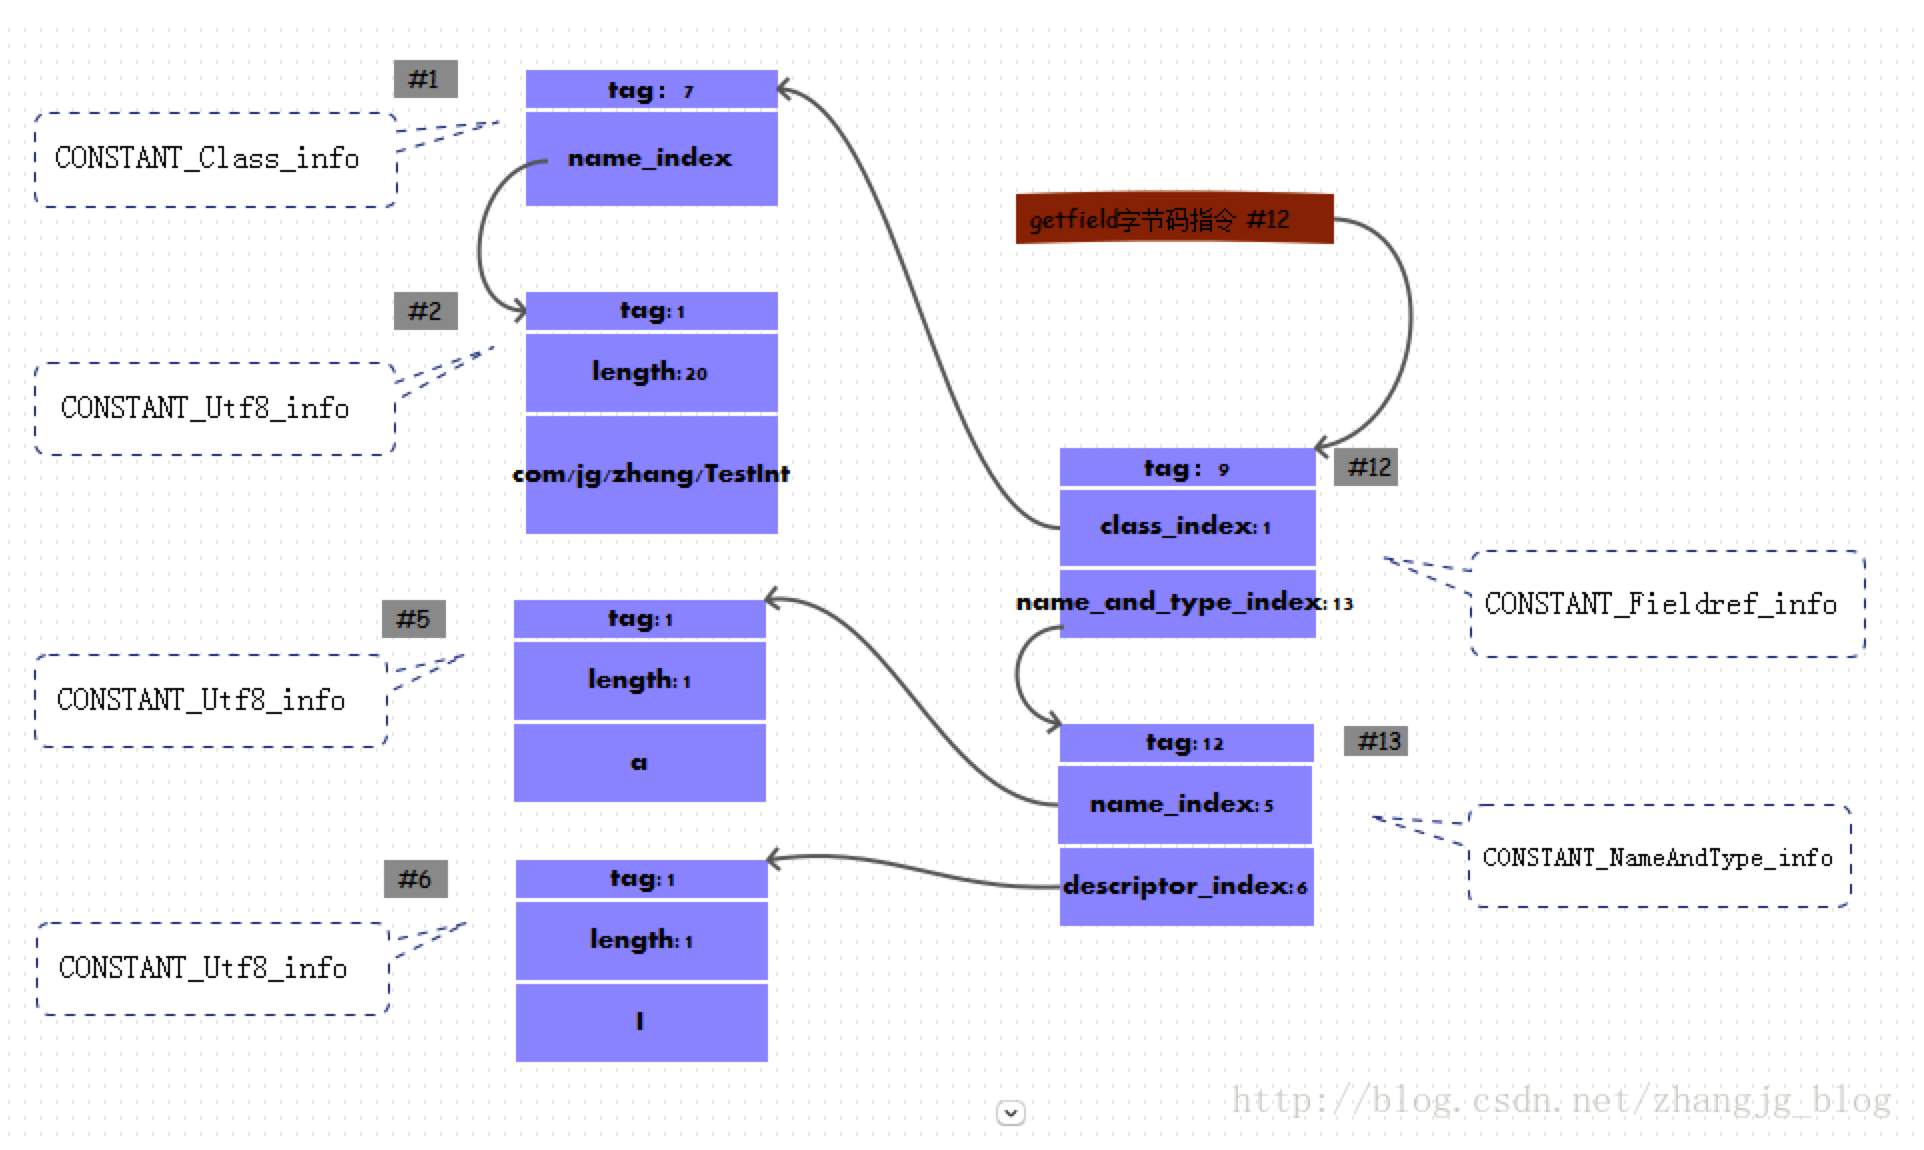 #1
tag: 7
CONSTANT_Class_info
name_index
getfield字节码指令 #12
#2
tag: 1
length: 20
CONSTANT_Utf8_info
com/jg/zhang/TestInt
tag: 9
#12
class_index: 1
name_and_type_index: 13
CONSTANT_Fieldref_info
#5
tag: 1
length: 1
CONSTANT_Utf8_info
a
tag: 12
#13
name_index: 5
CONSTANT_NameAndType_info
descriptor_index: 6
#6
tag: 1
length: 1
CONSTANT_Utf8_info
I
http://blog.csdn.net/zhangjg_blog